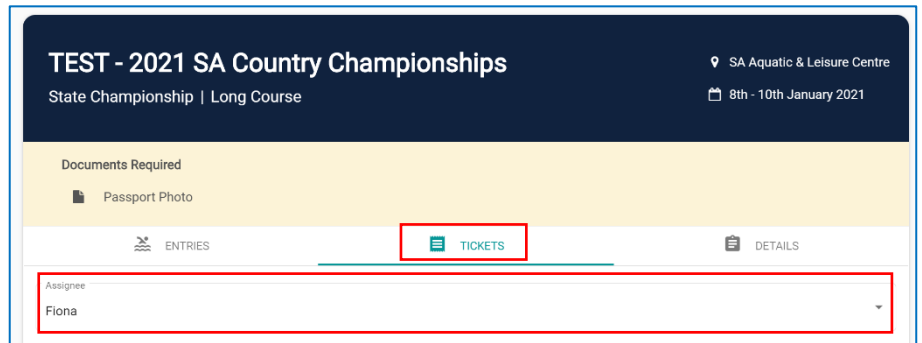 TEST - 2021 SA Country Championships
State Championship | Long Course
SA Aquatic & Leisure Centre
8th - 10th January 2021
Documents Required
Passport Photo
ENTRIES
TICKETS
DETAILS
Assignee
Fiona